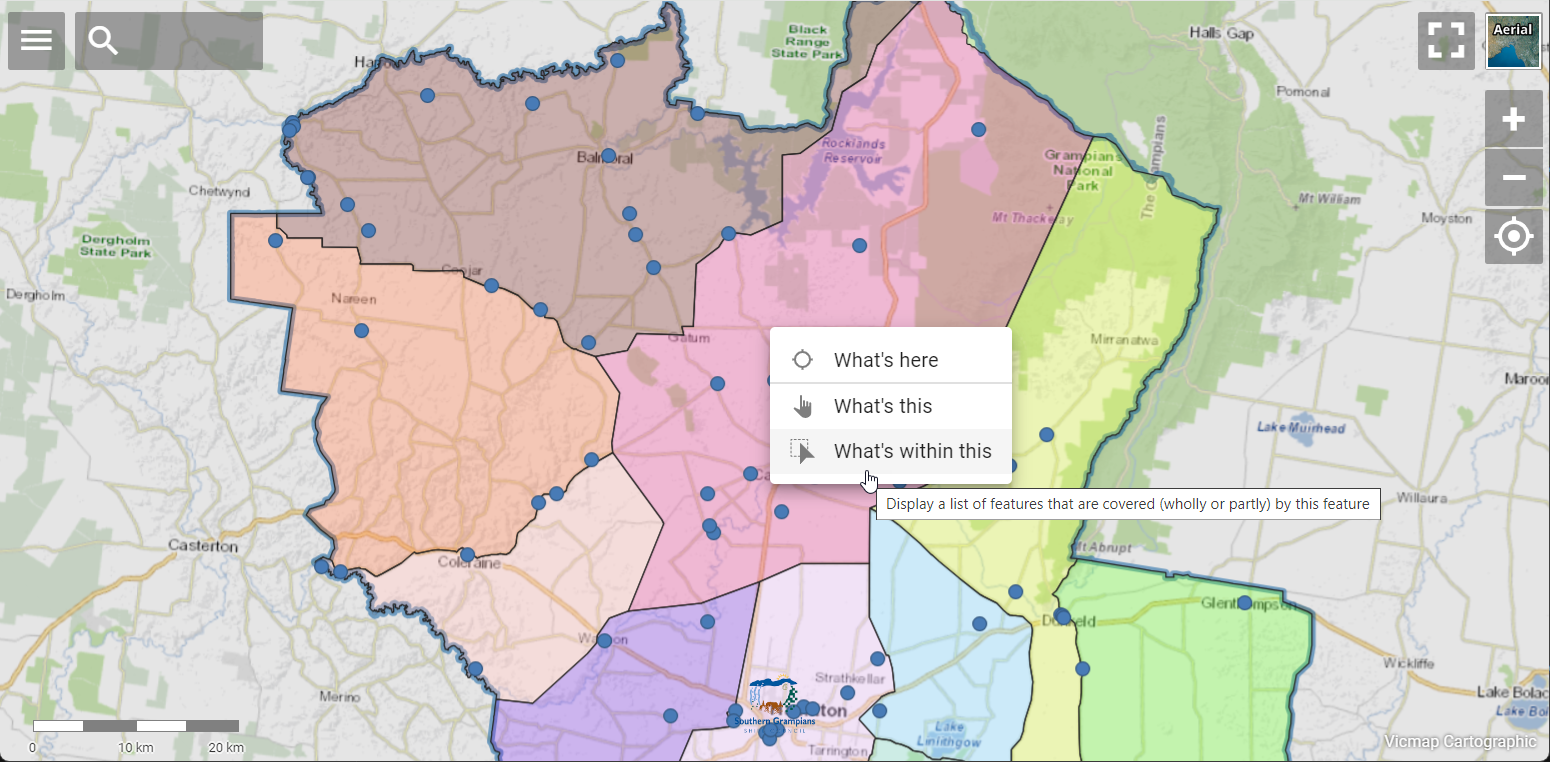 Halls Gap
Black
Range
State Park
Aerial
Pomonal
Rocklands
Reservoir
Balmoral
Grampians
National
Park
The Grampians
Chetwynd
Mt William
Moyston
Mt Thackeray
Dergholm
State Park
Coojar
Dergholm
Nareen
Gatum
Mirranatwa
What's here
What's this
What's within this
Display a list of features that are covered (wholly or partly) by this feature
Lake Muirhead
Willaura
Casterton
Mt Abrupt
Coleraine
Glenthompson
Dunkeld
Wannon
Wickliffe
Strathkellar
Merino
Southern Grampians
SHIRE COUNCIL
Lake Bolac
Lake
Linlithgow
Tarrington
0
10 km
20 km
Vicmap Cartographic